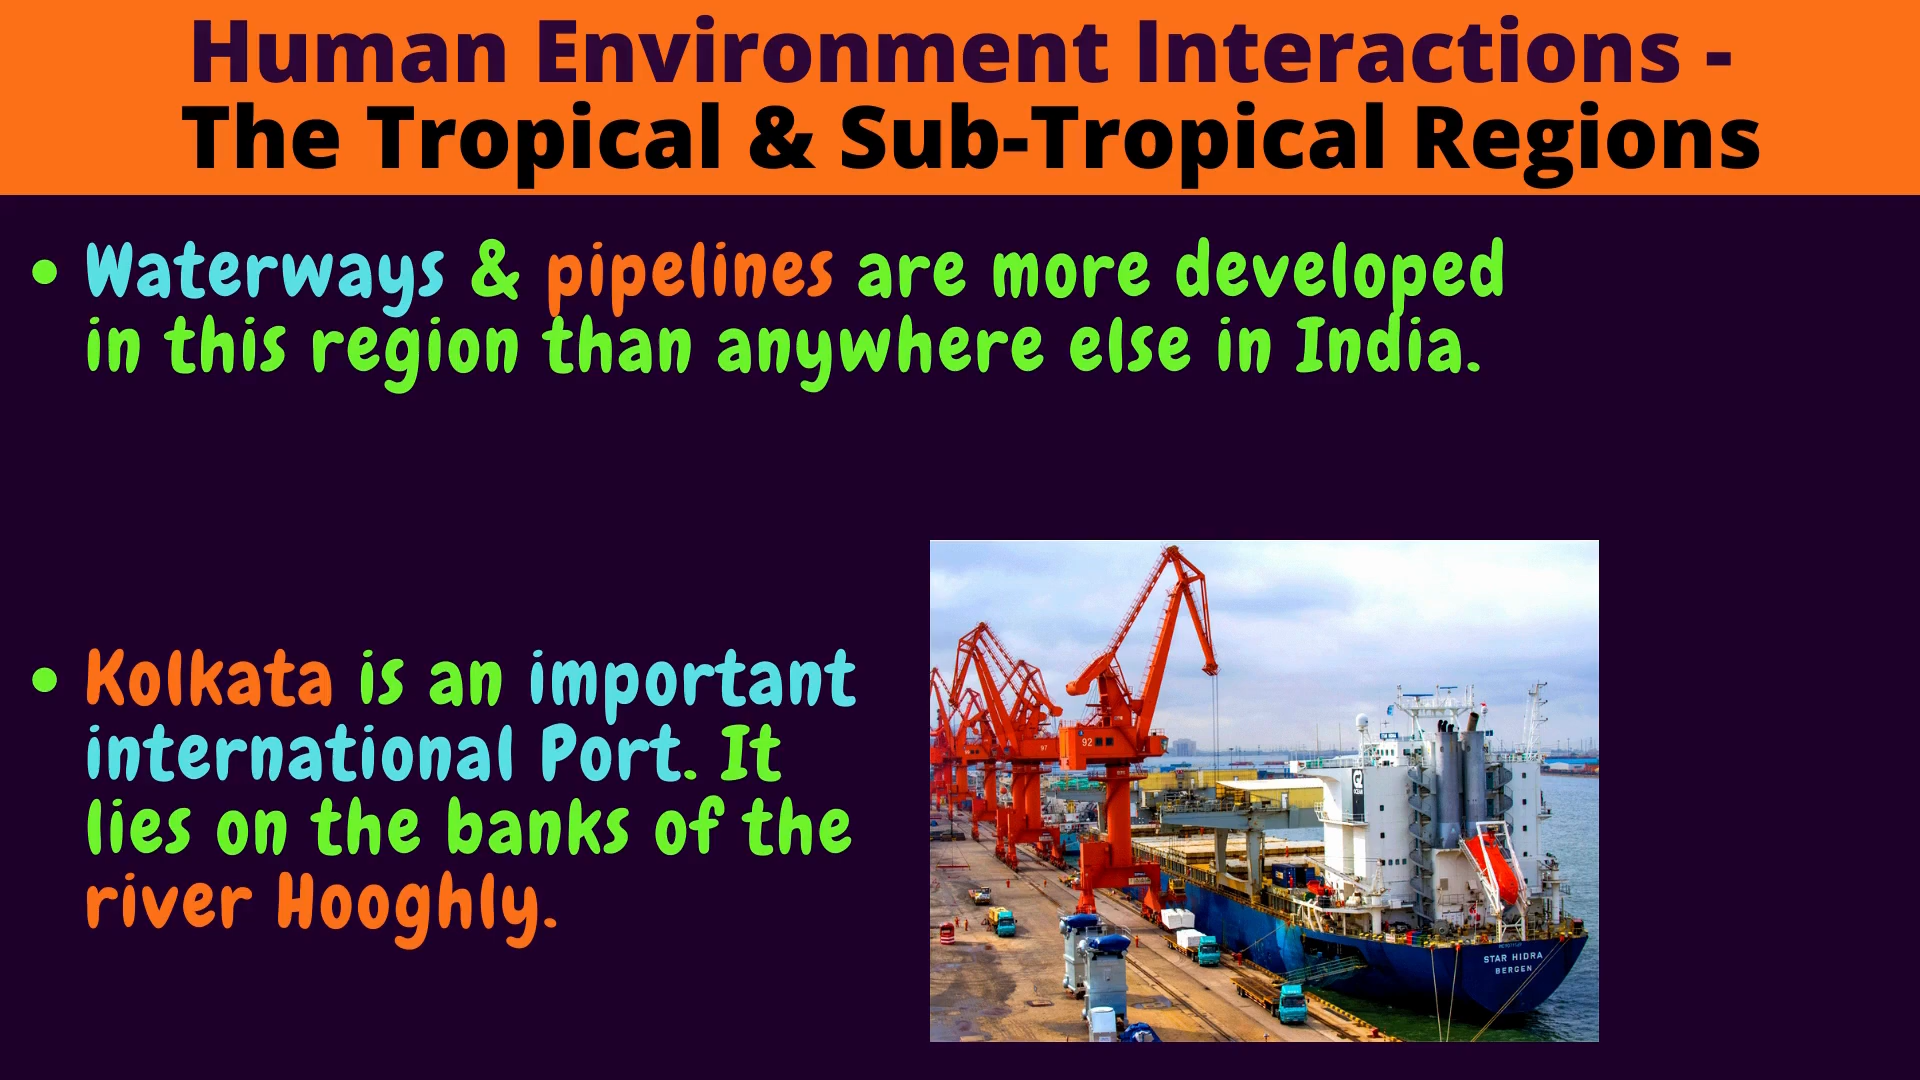 Human Environment Interactions -
The Tropical & Sub-Tropical Regions
• Waterways & pipelines are more developed
in this region than anywhere else in India.
• Kolkata is an important
international Port. It
lies on the banks of the
river Hooghly.
92
97
STAR HIDRA
BERGEN